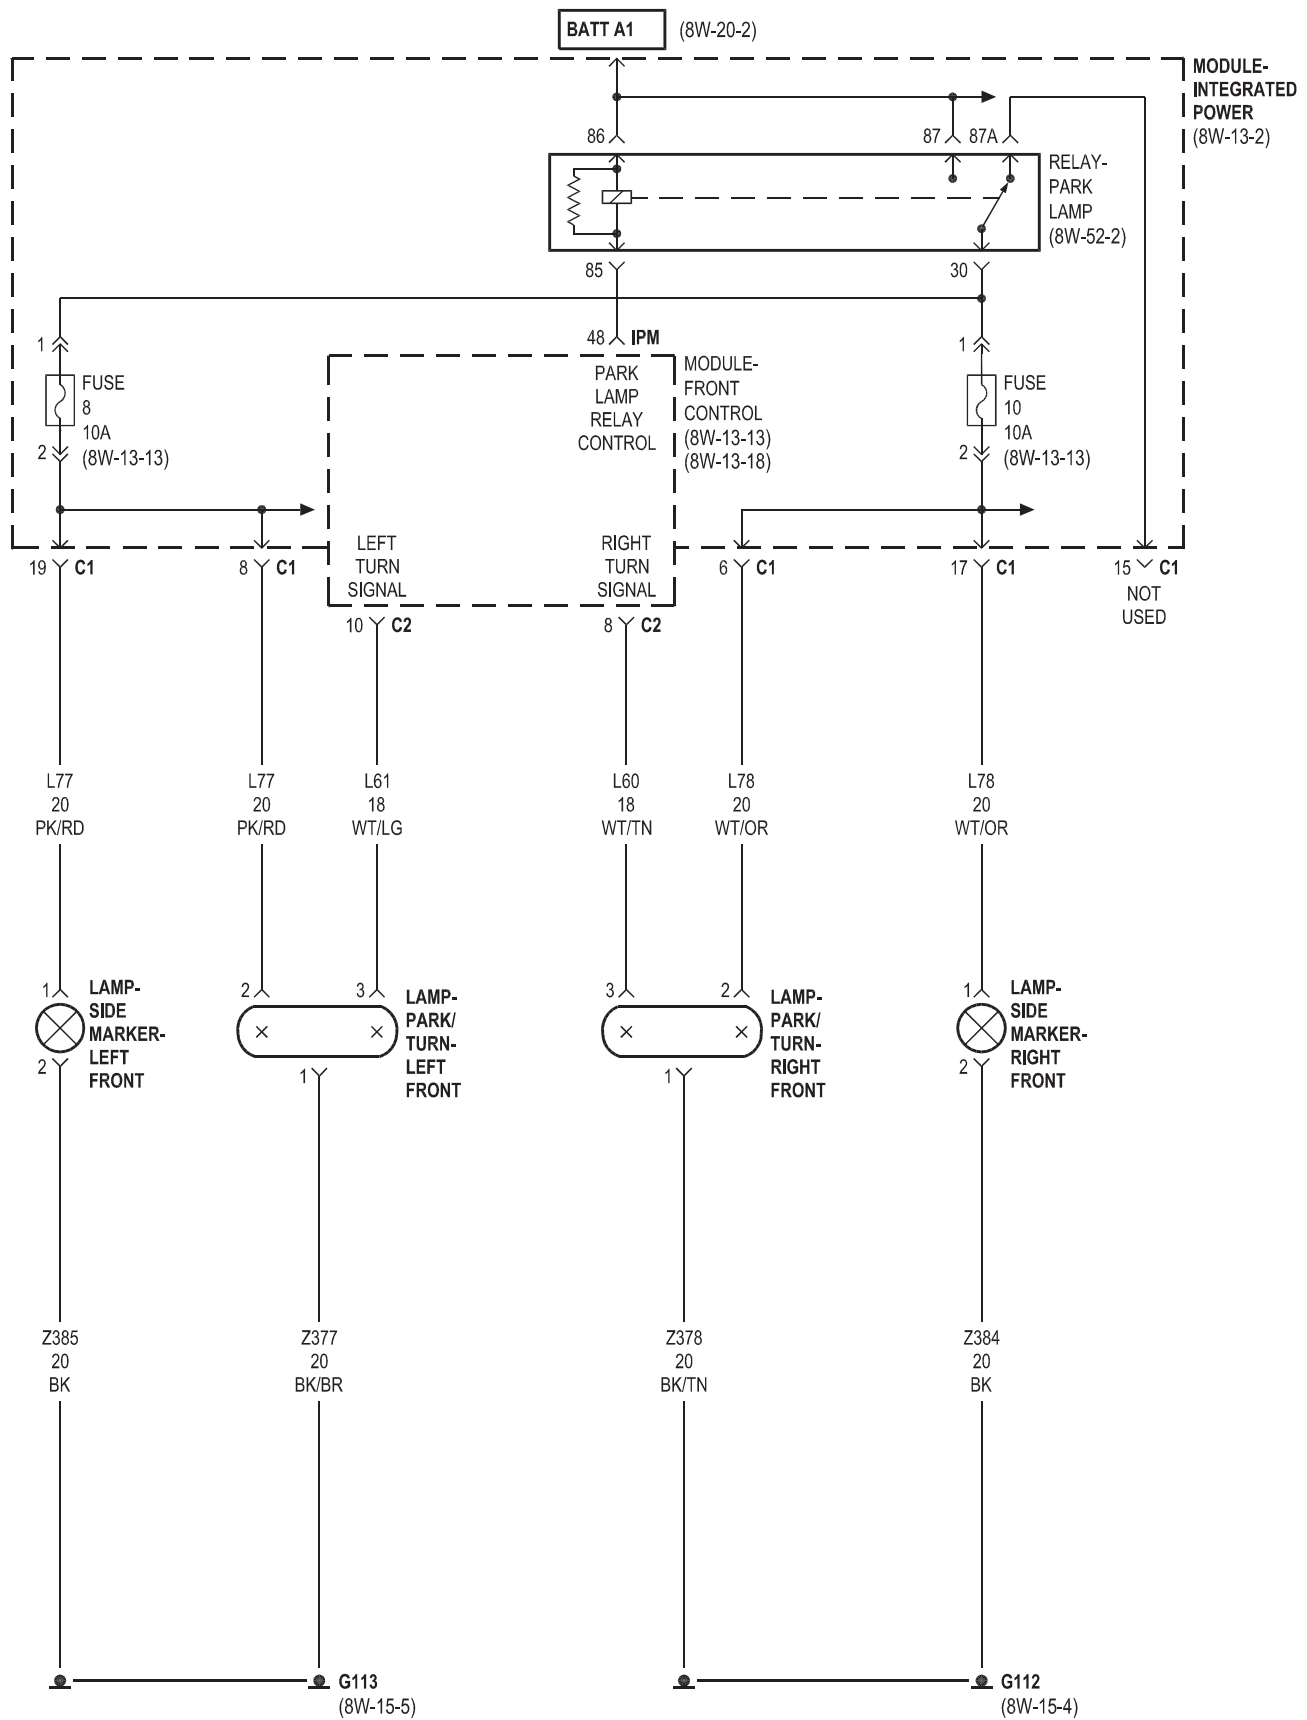 BATT A1 (8W-20-2)
MODULE-
INTEGRATED
POWER
(8W-13-2)
86
87 87A
RELAY-
PARK
LAMP
(8W-52-2)
85
30
48 IPM
1
FUSE
8
10A
(8W-13-13)
2
PARK
LAMP
RELAY
CONTROL
MODULE-
FRONT
CONTROL
(8W-13-13)
(8W-13-18)
1
FUSE
10
10A
(8W-13-13)
2
LEFT
TURN
SIGNAL
RIGHT
TURN
SIGNAL
19 C1
8 C1
10 C2
8 C2
6 C1
17 C1
15 C1
NOT
USED
L77
20
PK/RD
L77
20
PK/RD
L61
18
WT/LG
L60
18
WT/TN
L78
20
WT/OR
L78
20
WT/OR
1
2
LAMP-
SIDE
MARKER-
LEFT
FRONT
2
3
1
LAMP-
PARK/
TURN-
LEFT
FRONT
3
2
1
LAMP-
PARK/
TURN-
RIGHT
FRONT
1
2
LAMP-
SIDE
MARKER-
RIGHT
FRONT
Z385
20
BK
Z377
20
BK/BR
Z378
20
BK/TN
Z384
20
BK
G113
(8W-15-5)
G112
(8W-15-4)